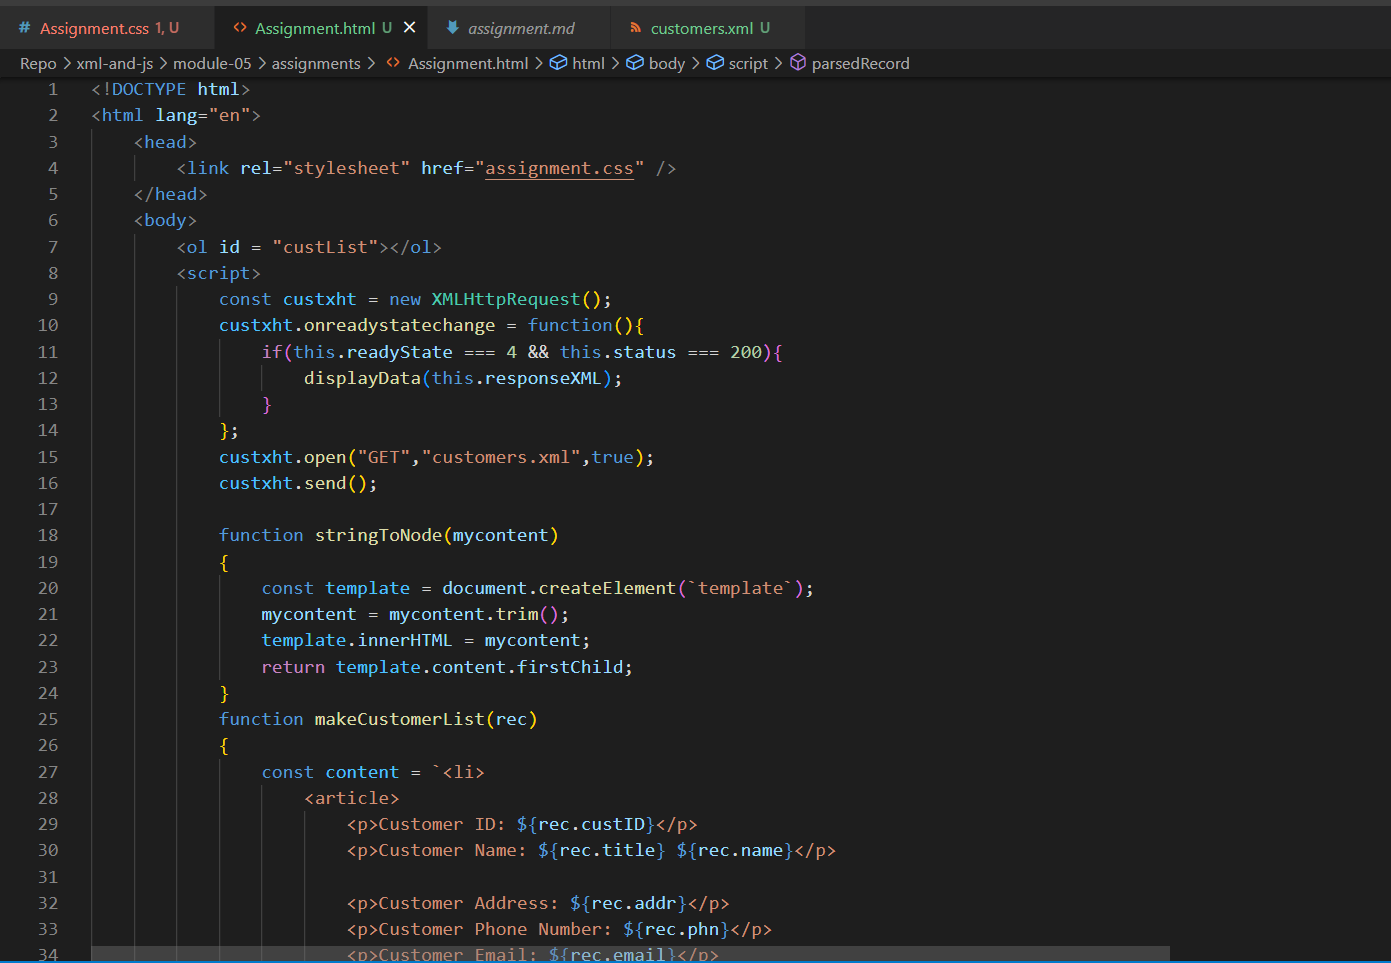 # Assignment.css 1, U <> Assignment.html U × assignment.md customers.xml U
Repo > xml-and-js > module-05 > assignments > <> Assignment.html > html > body > script > parsedRecord
1 <!DOCTYPE html>
2 <html lang="en">
3 <head>
4 <link rel="stylesheet" href="assignment.css" />
5 </head>
6 <body>
7 <ol id = "custList"></ol>
8 <script>
9 const custxht = new XMLHttpRequest();
10 custxht.onreadystatechange = function(){
11 if(this.readyState === 4 && this.status === 200){
12 displayData(this.responseXML);
13 }
14 };
15 custxht.open("GET","customers.xml",true);
16 custxht.send();
17
18 function stringToNode(mycontent)
19 {
20 const template = document.createElement(`template`);
21 mycontent = mycontent.trim();
22 template.innerHTML = mycontent;
23 return template.content.firstChild;
24 }
25 function makeCustomerList(rec)
26 {
27 const content = `<li>
28 <article>
29 <p>Customer ID: ${rec.custID}</p>
30 <p>Customer Name: ${rec.title} ${rec.name}</p>
31
32 <p>Customer Address: ${rec.addr}</p>
33 <p>Customer Phone Number: ${rec.phn}</p>
34 <p>Customer Email: ${rec.email}</p>